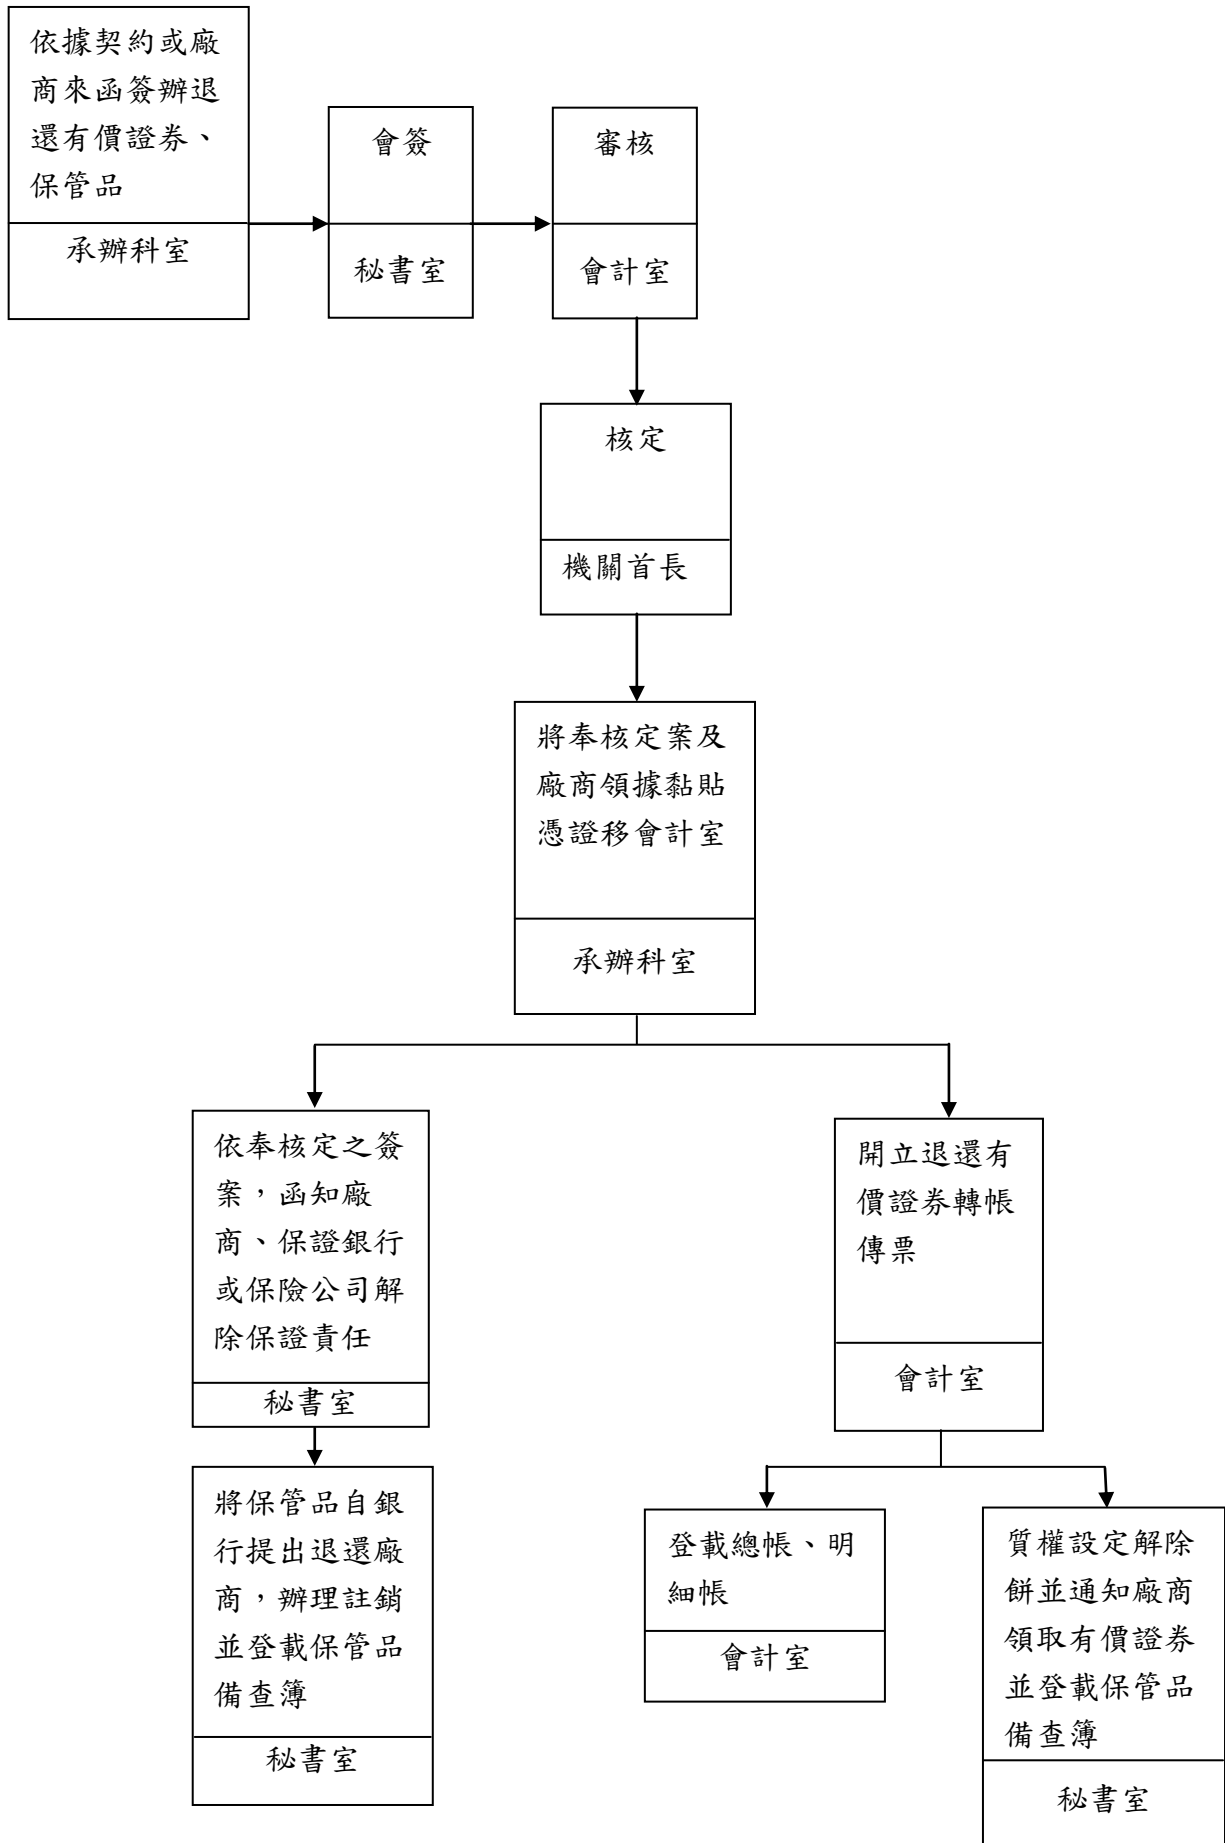 依據契約或廠
商來函簽辦退
還有價證券、
保管品
承辦科室
會簽
秘書室
審核
會計室
核定
機關首長
將奉核定案及
廠商領據黏貼
憑證移會計室
承辦科室
依奉核定之簽
案，函知廠
商、保證銀行
或保險公司解
除保證責任
秘書室
將保管品自銀
行提出退還廠
商，辦理註銷
並登載保管品
備查簿
秘書室
開立退還有
價證券轉帳
傳票
會計室
登載總帳、明
細帳
會計室
質權設定解除
餅並通知廠商
領取有價證券
並登載保管品
備查簿
秘書室